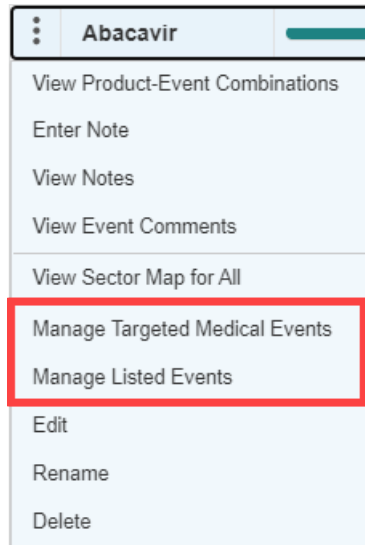 Abacavir
View Product-Event Combinations
Enter Note
View Notes
View Event Comments
View Sector Map for All
Manage Targeted Medical Events
Manage Listed Events
Edit
Rename
Delete